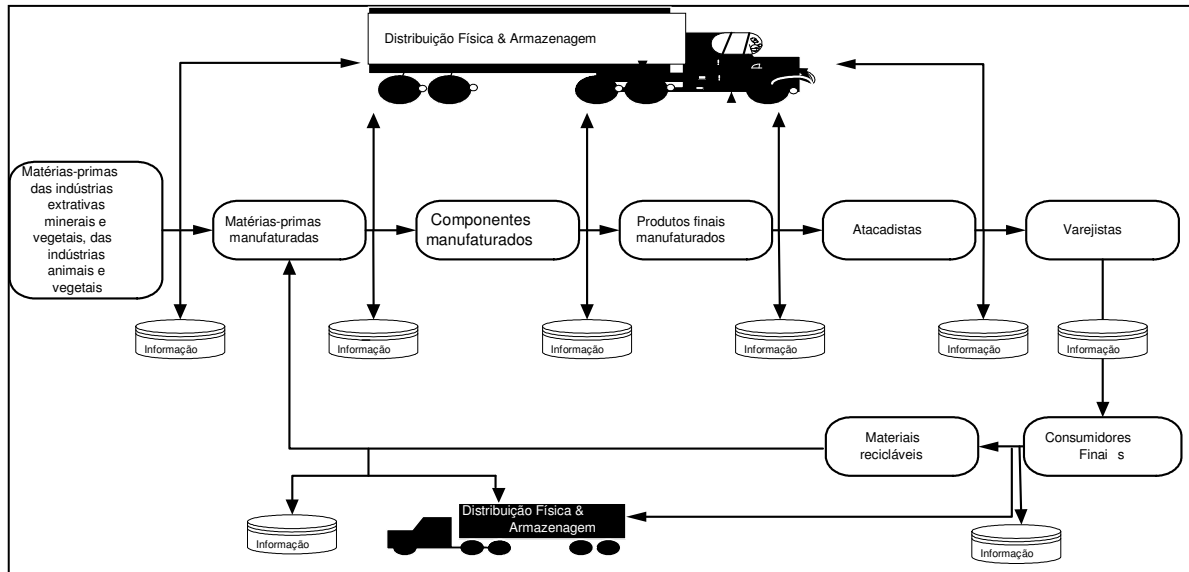 Distribuição Física & Armazenagem
Matérias-primas
das indústrias
extrativas
minerais e
vegetais, das
indústrias
animais e
vegetais
Matérias-primas
manufaturadas
Componentes
manufaturados
Produtos finais
manufaturados
Atacadistas
Varejistas
Informação
Informação
Informação
Informação
Informação
Informação
Materiais
recicláveis
Consumidores
Finai s
Distribuição Física &
Armazenagem
Informação
Informação